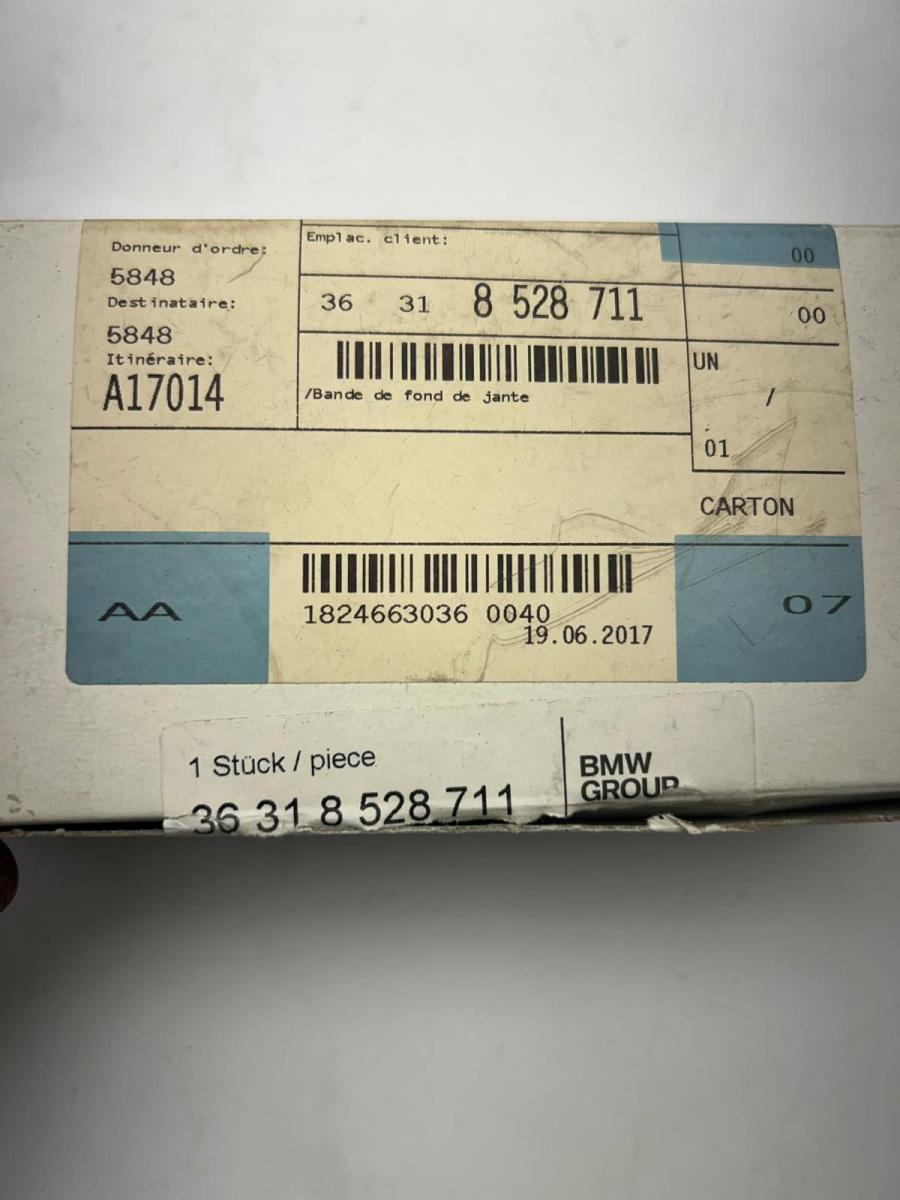 Donneur d'ordre:
5848
Destinataire:
5848
Itinéraire:
A17014
Emplac. client:
36 31 8 528 711
/Bande de fond de jante
00
00
UN
/
01
CARTON
AA
1824663036 0040
19.06.2017
07
1 Stück / piece
36 31 8 528 711
BMW
GROUP